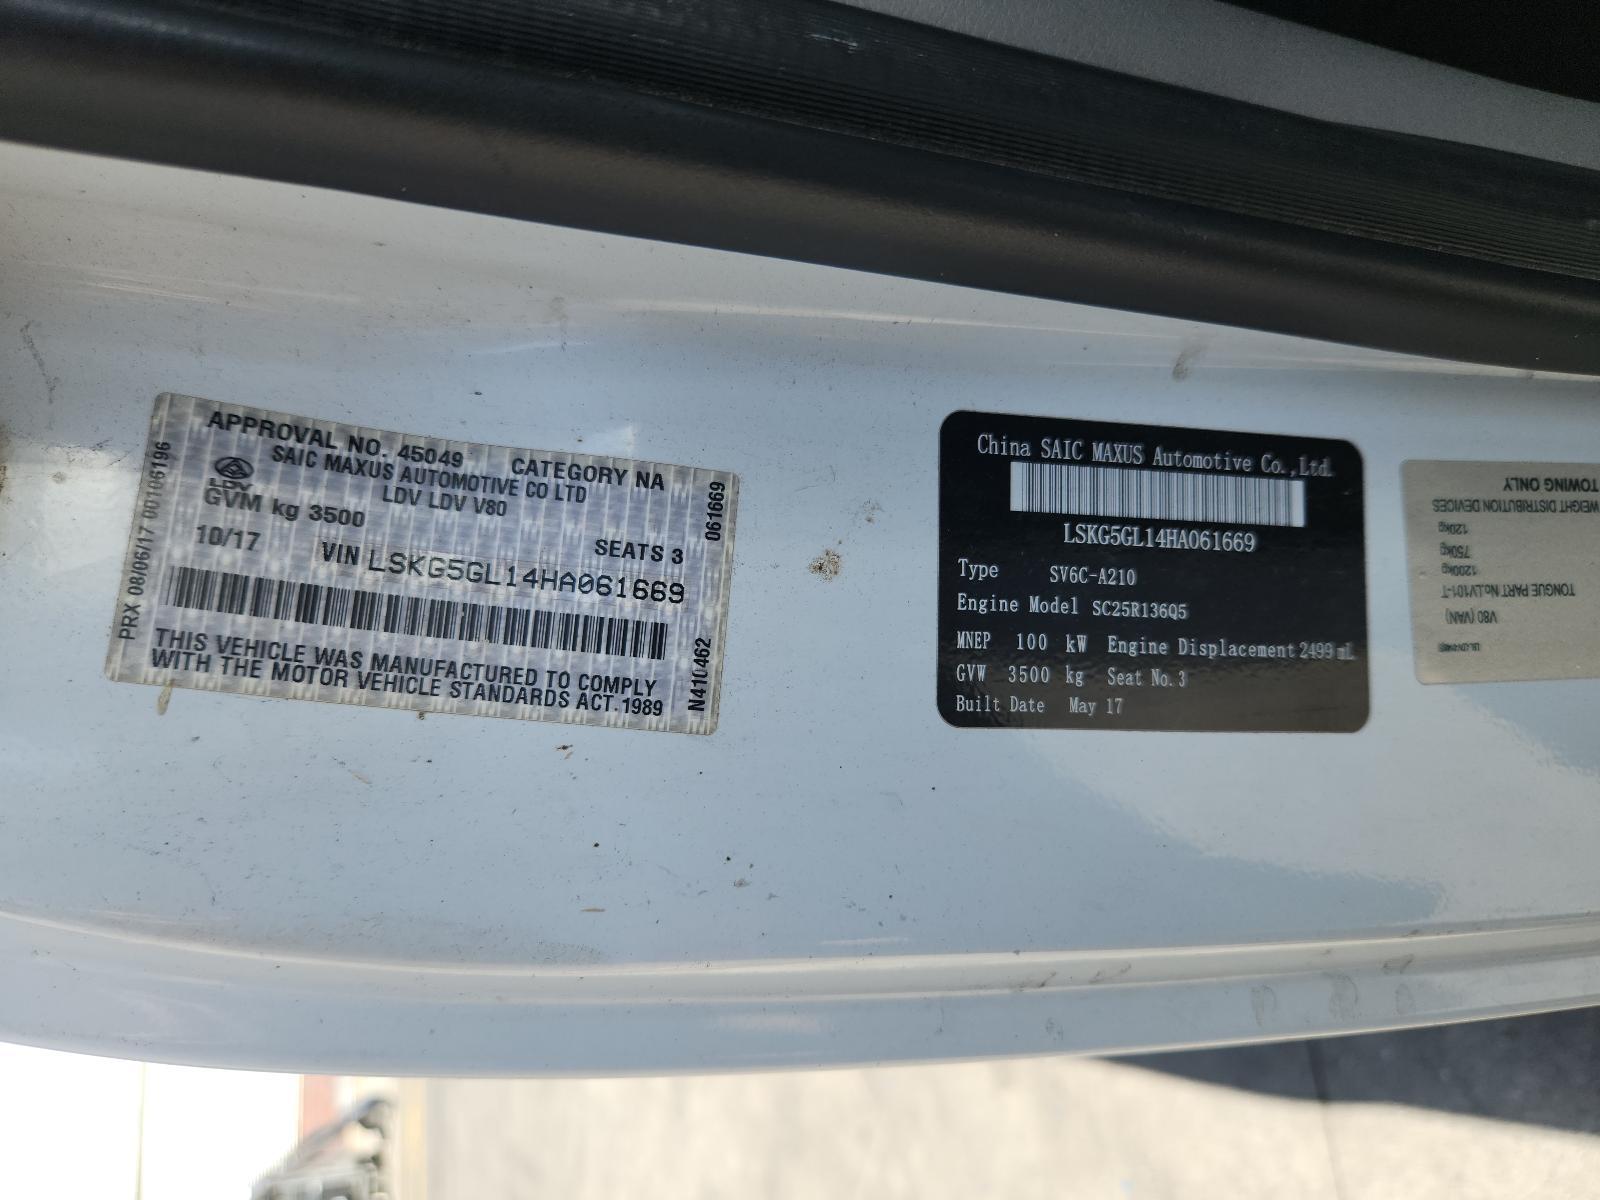 APPROVAL NO. 45049 CATEGORY NA
SAIC MAXUS AUTOMOTIVE CO LTD
LDV
LDV LDV V80
GVM kg 3500
SEATS 3
10/17
VIN LSKG5GL14HA061669
THIS VEHICLE WAS MANUFACTURED TO COMPLY
WITH THE MOTOR VEHICLE STANDARDS ACT.1989
PRX 08/06/17 00106196
061669
N410462
China SAIC MAXUS Automotive Co.,Ltd.
LSKG5GL14HA061669
Type SV6C-A210
Engine Model SC25R136Q5
MNEP 100 kW Engine Displacement 2499 mL
GVW 3500 kg Seat No. 3
Built Date May 17
V80 (VAN)
TONGUE PART No.LV101-T
1200kg
750kg
120kg
WEIGHT DISTRIBUTION DEVICES
TOWING ONLY